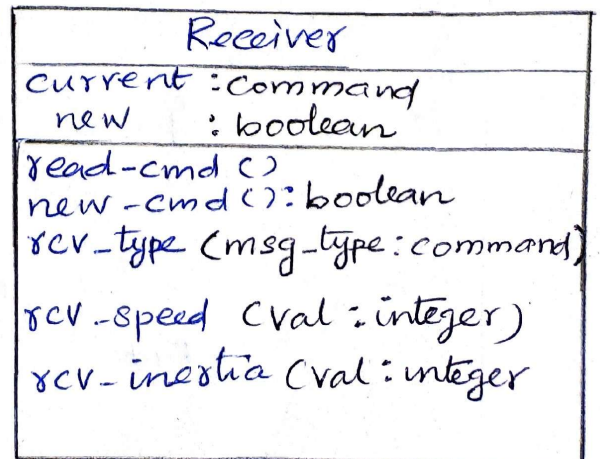 Receiver
current : command
new : boolean
read-cmd ()
new-cmd (): boolean
rcv_type (msg_type: command)
rcv-speed (val : integer)
rcv-inertia (val : integer